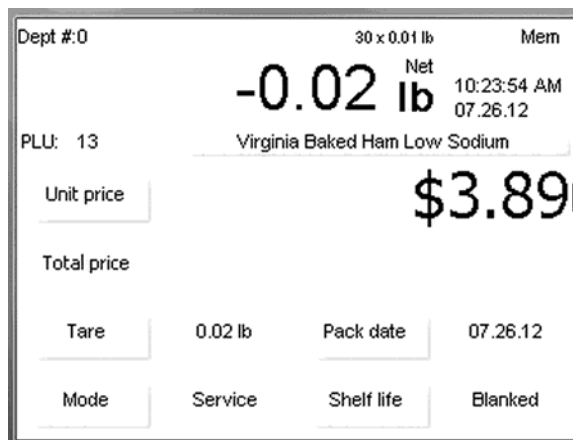 Dept #:0 30 x 0.01 lb Mem
-0.02 lb Net 10:23:54 AM
07.26.12
PLU: 13 Virginia Baked Ham Low Sodium
Unit price $3.89
Total price
Tare 0.02 lb Pack date 07.26.12
Mode Service Shelf life Blanked